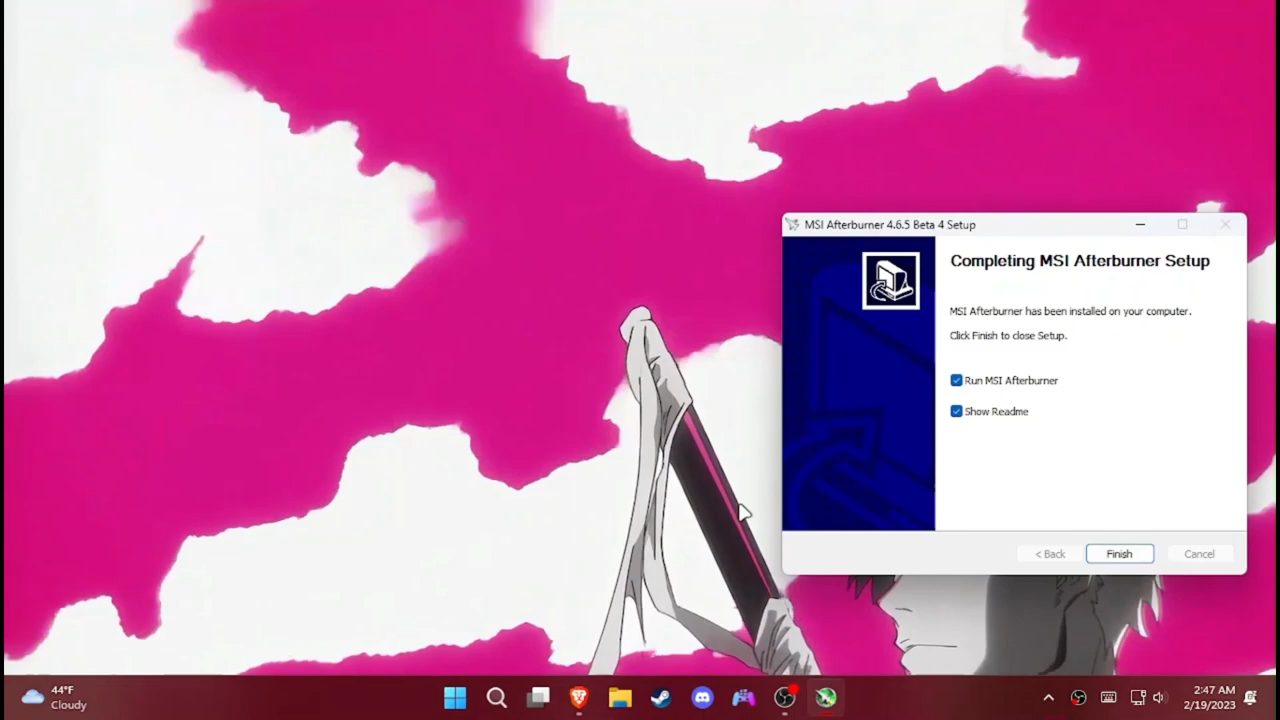 MSI Afterburner 4.6.5 Beta 4 Setup
Completing MSI Afterburner Setup
MSI Afterburner has been installed on your computer.
Click Finish to close Setup.
Run MSI Afterburner
Show Readme
< Back
Finish
Cancel
44°F
Cloudy
2:47 AM
2/19/2023